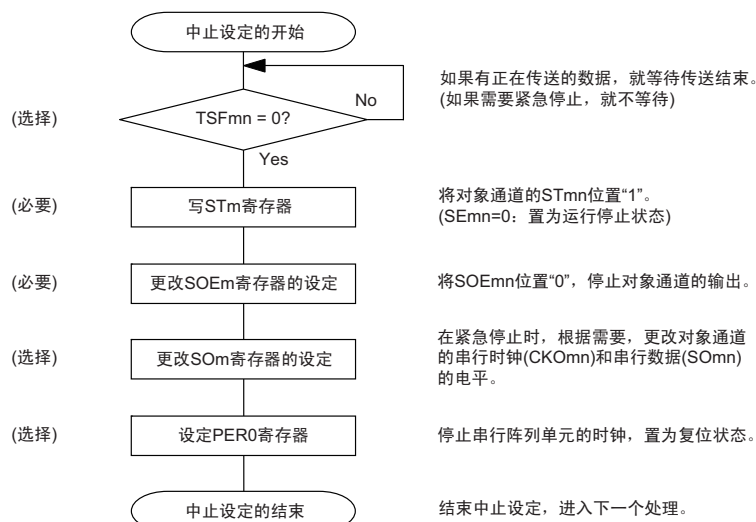 中止设定的开始
如果有正在传送的数据，就等待传送结束。
(如果需要紧急停止，就不等待)
No
(选择)
TSFmn = 0?
Yes
(必要)
写STm寄存器
将对象通道的STmn位置“1”。
(SEmn=0：置为运行停止状态)
(必要)
更改SOEm寄存器的设定
将SOEmn位置“0”，停止对象通道的输出。
(选择)
更改SOm寄存器的设定
在紧急停止时，根据需要，更改对象通道
的串行时钟(CKOmn)和串行数据(SOmn)
的电平。
(选择)
设定PER0寄存器
停止串行阵列单元的时钟，置为复位状态。
中止设定的结束
结束中止设定，进入下一个处理。